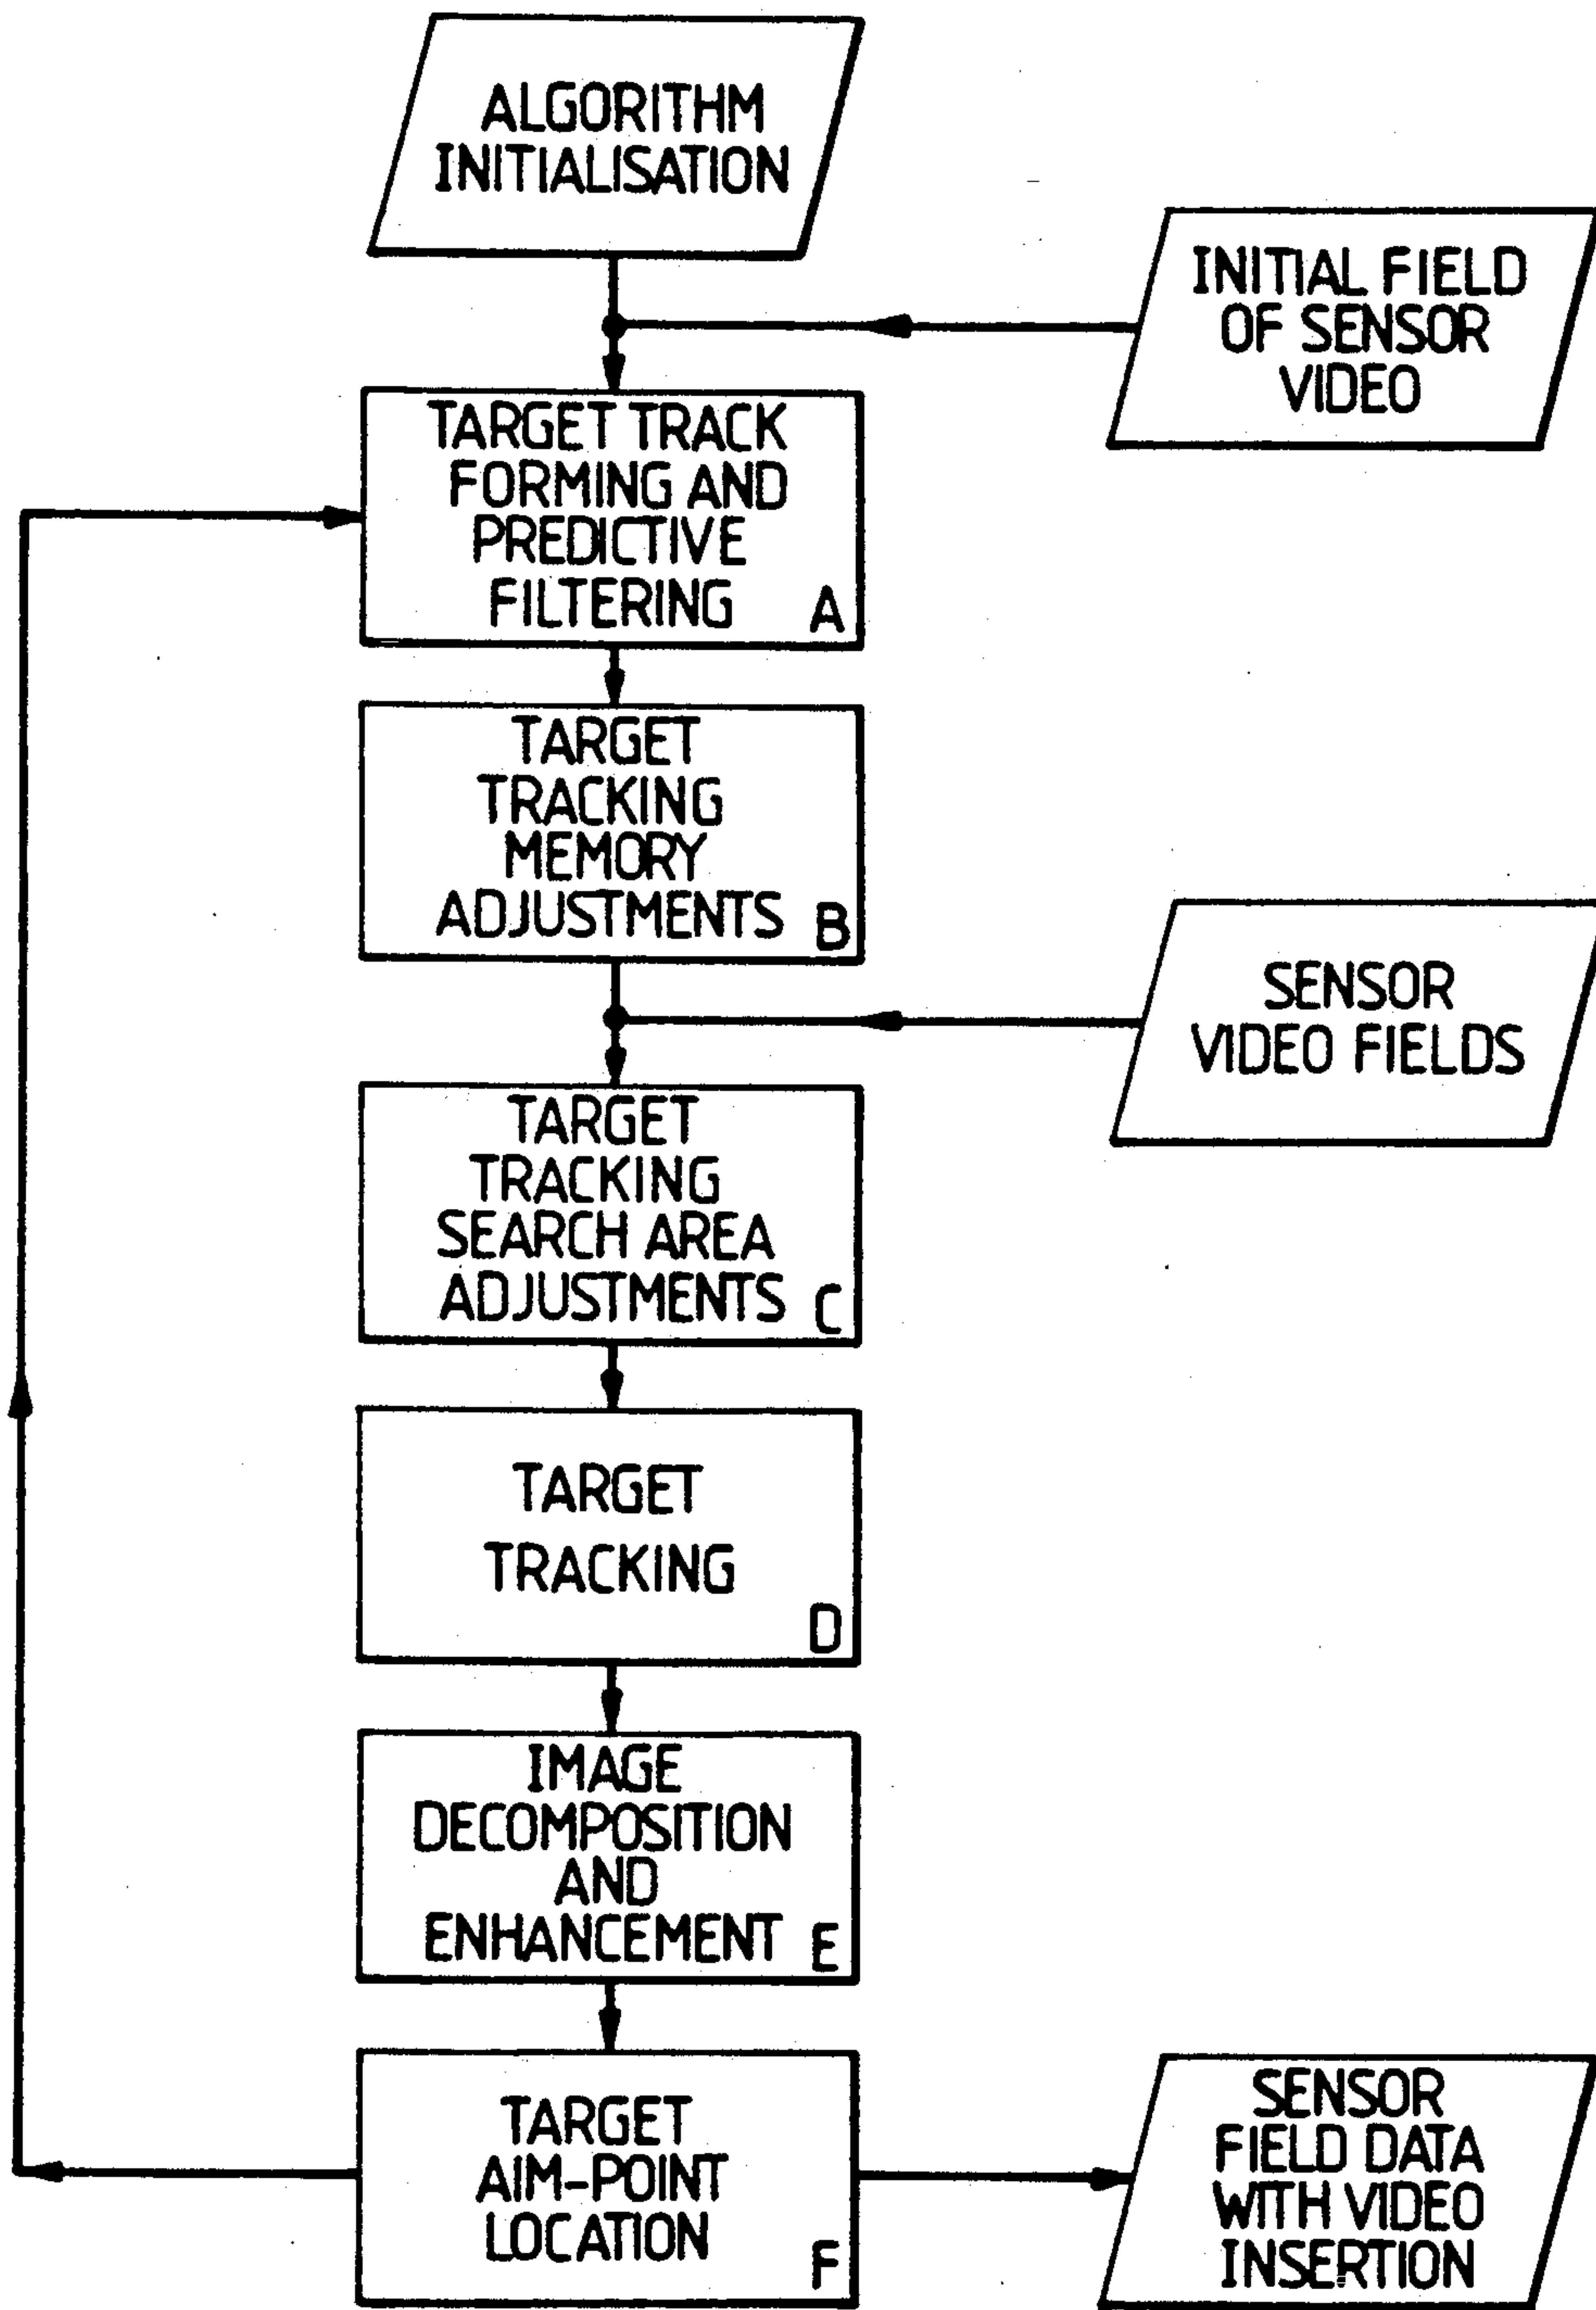 ALGORITHM
INITIALISATION
INITIAL FIELD
OF SENSOR
VIDEO
TARGET TRACK
FORMING AND
PREDICTIVE
FILTERING
A
TARGET
TRACKING
MEMORY
ADJUSTMENTS
B
SENSOR
VIDEO FIELDS
TARGET
TRACKING
SEARCH AREA
ADJUSTMENTS
C
TARGET
TRACKING
D
IMAGE
DECOMPOSITION
AND
ENHANCEMENT
E
TARGET
AIM-POINT
LOCATION
F
SENSOR
FIELD DATA
WITH VIDEO
INSERTION